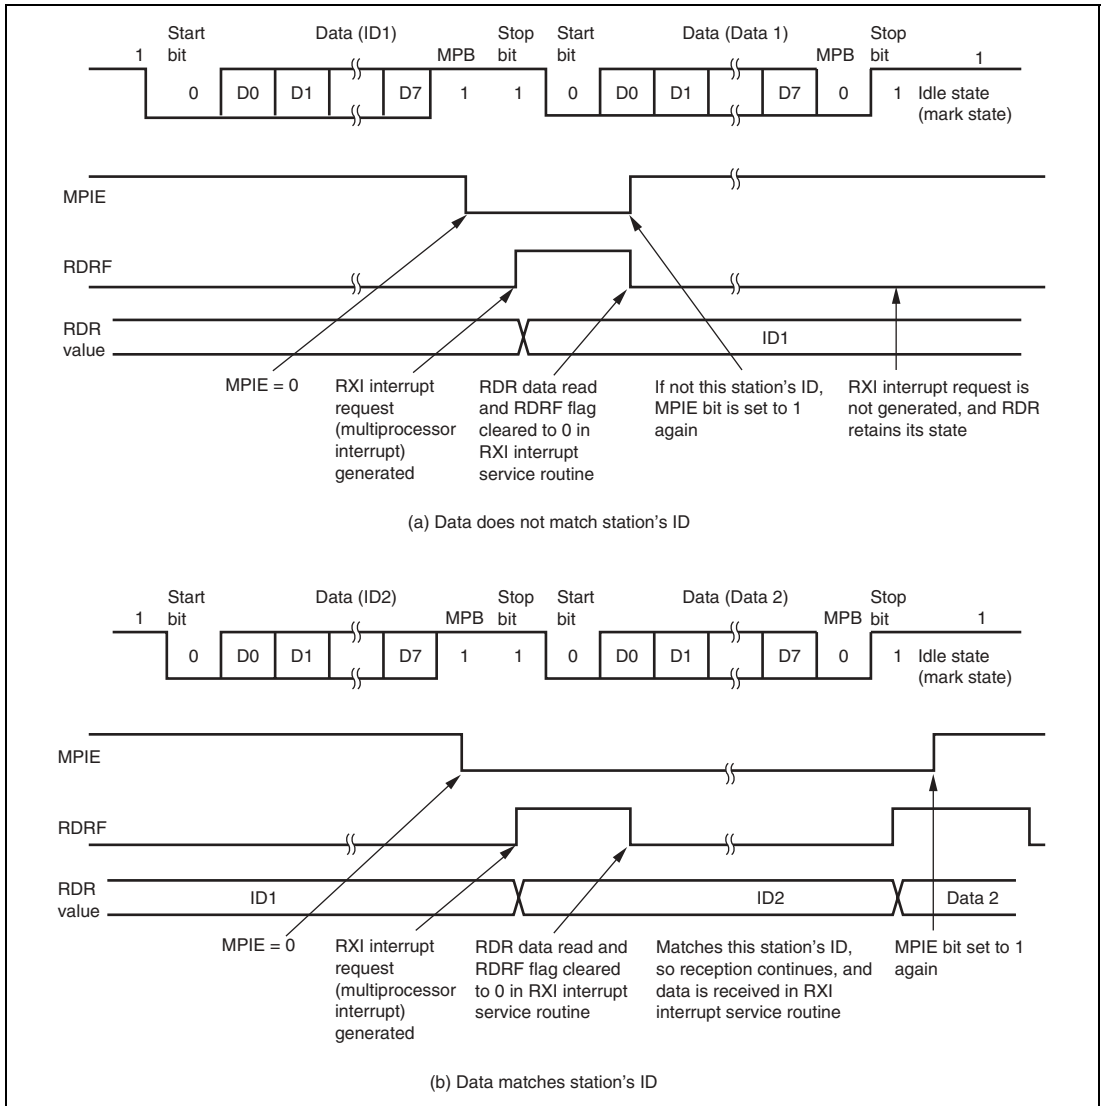 Start Data (ID1) Stop Start Data (Data 1) Stop
1 bit MPB bit bit MPB bit 1
0 D0 D1 D7 1 1 0 D0 D1 D7 0 1 Idle state
(mark state)
MPIE
RDRF
RDR
value
ID1
MPIE = 0
RXI interrupt
request
(multiprocessor
interrupt)
generated
RDR data read
and RDRF flag
cleared to 0 in
RXI interrupt
service routine
If not this station's ID,
MPIE bit is set to 1
again
RXI interrupt request is
not generated, and RDR
retains its state
(a) Data does not match station's ID
Start Data (ID2) Stop Start Data (Data 2) Stop
1 bit MPB bit bit MPB bit 1
0 D0 D1 D7 1 1 0 D0 D1 D7 0 1 Idle state
(mark state)
MPIE
RDRF
RDR
value
ID1 ID2 Data 2
MPIE = 0
RXI interrupt
request
(multiprocessor
interrupt)
generated
RDR data read and
RDRF flag cleared
to 0 in RXI interrupt
service routine
Matches this station's ID,
so reception continues, and
data is received in RXI
interrupt service routine
MPIE bit set to 1
again
(b) Data matches station's ID